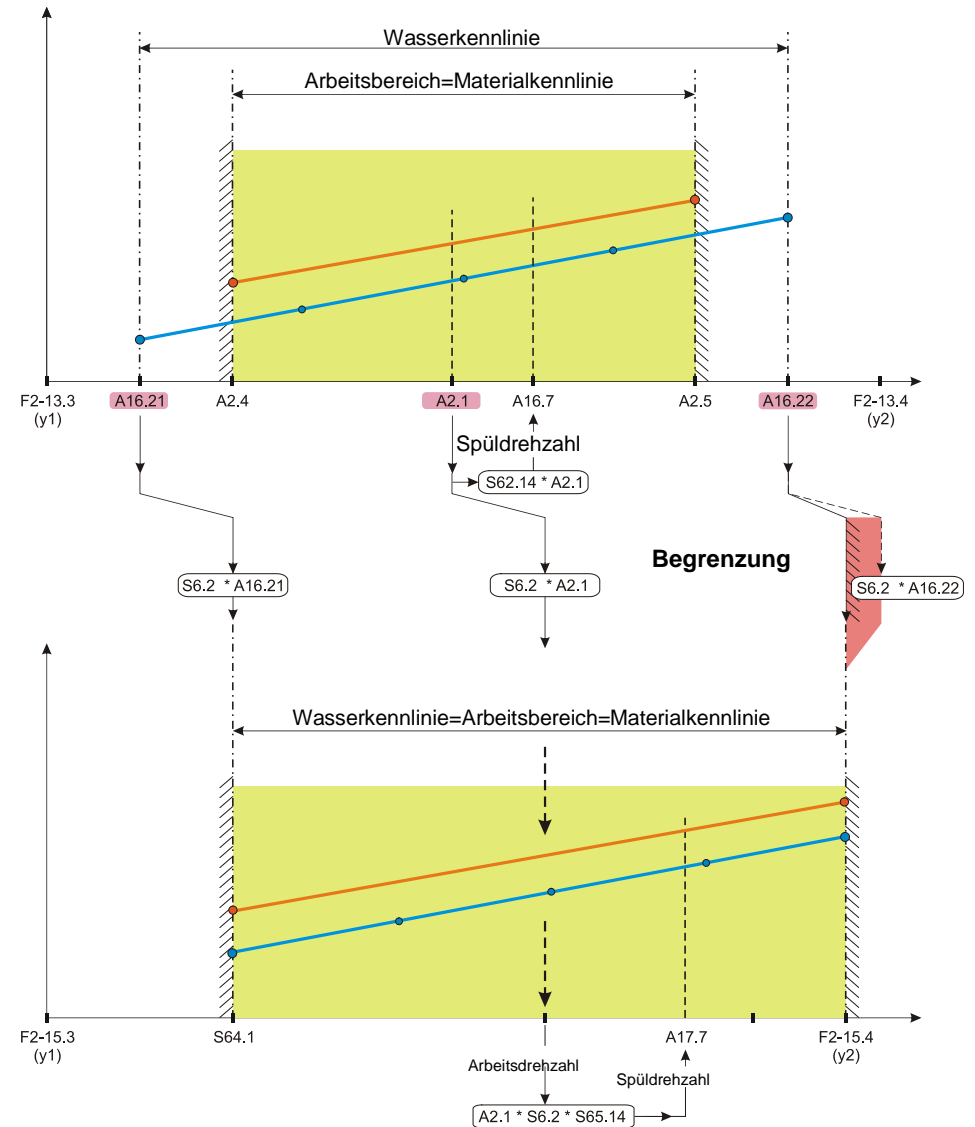 Wasserkennlinie
Arbeitsbereich=Materialkennlinie
F2-13.3 A16.21 A2.4 A2.1 A16.7 A2.5 A16.22 F2-13.4
(y1) (y2)
Spüldrehzahl
S62.14 * A2.1
Begrenzung
S6.2 * A16.21 S6.2 * A2.1 S6.2 * A16.22
Wasserkennlinie=Arbeitsbereich=Materialkennlinie
F2-15.3 S64.1 A17.7 F2-15.4
(y1) (y2)
Arbeitsdrehzahl Spüldrehzahl
A2.1 * S6.2 * S65.14